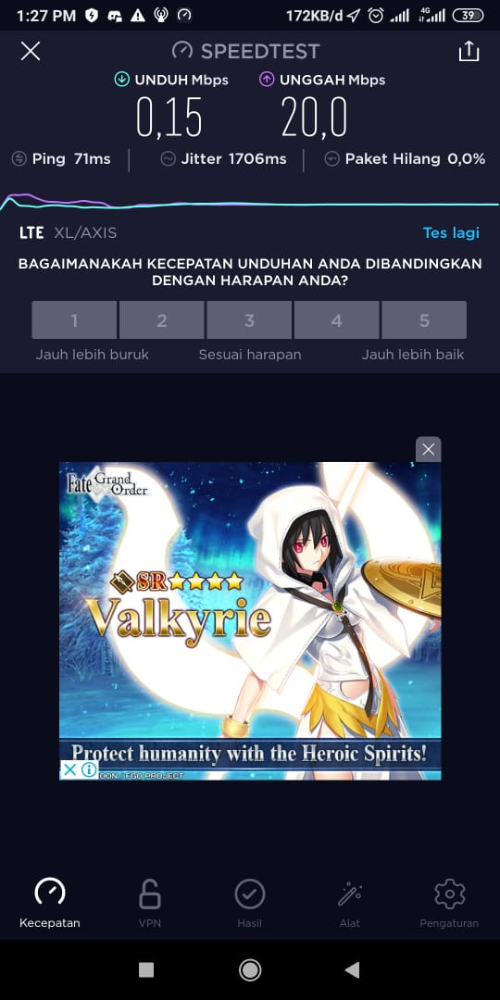 1:27 PM 172KB/d 4G 39
SPEEDTEST
UNDUH Mbps UNGGAH Mbps
0,15 20,0
Ping 71ms Jitter 1706ms Paket Hilang 0,0%
LTE XL/AXIS Tes lagi
BAGAIMANAKAH KECEPATAN UNDUHAN ANDA DIBANDINGKAN
DENGAN HARAPAN ANDA?
1 2 3 4 5
Jauh lebih buruk Sesuai harapan Jauh lebih baik
Fate Grand
Order
SR
Valkyrie
Protect humanity with the Heroic Spirits!
PROJECT
Kecepatan VPN Hasil Alat Pengaturan